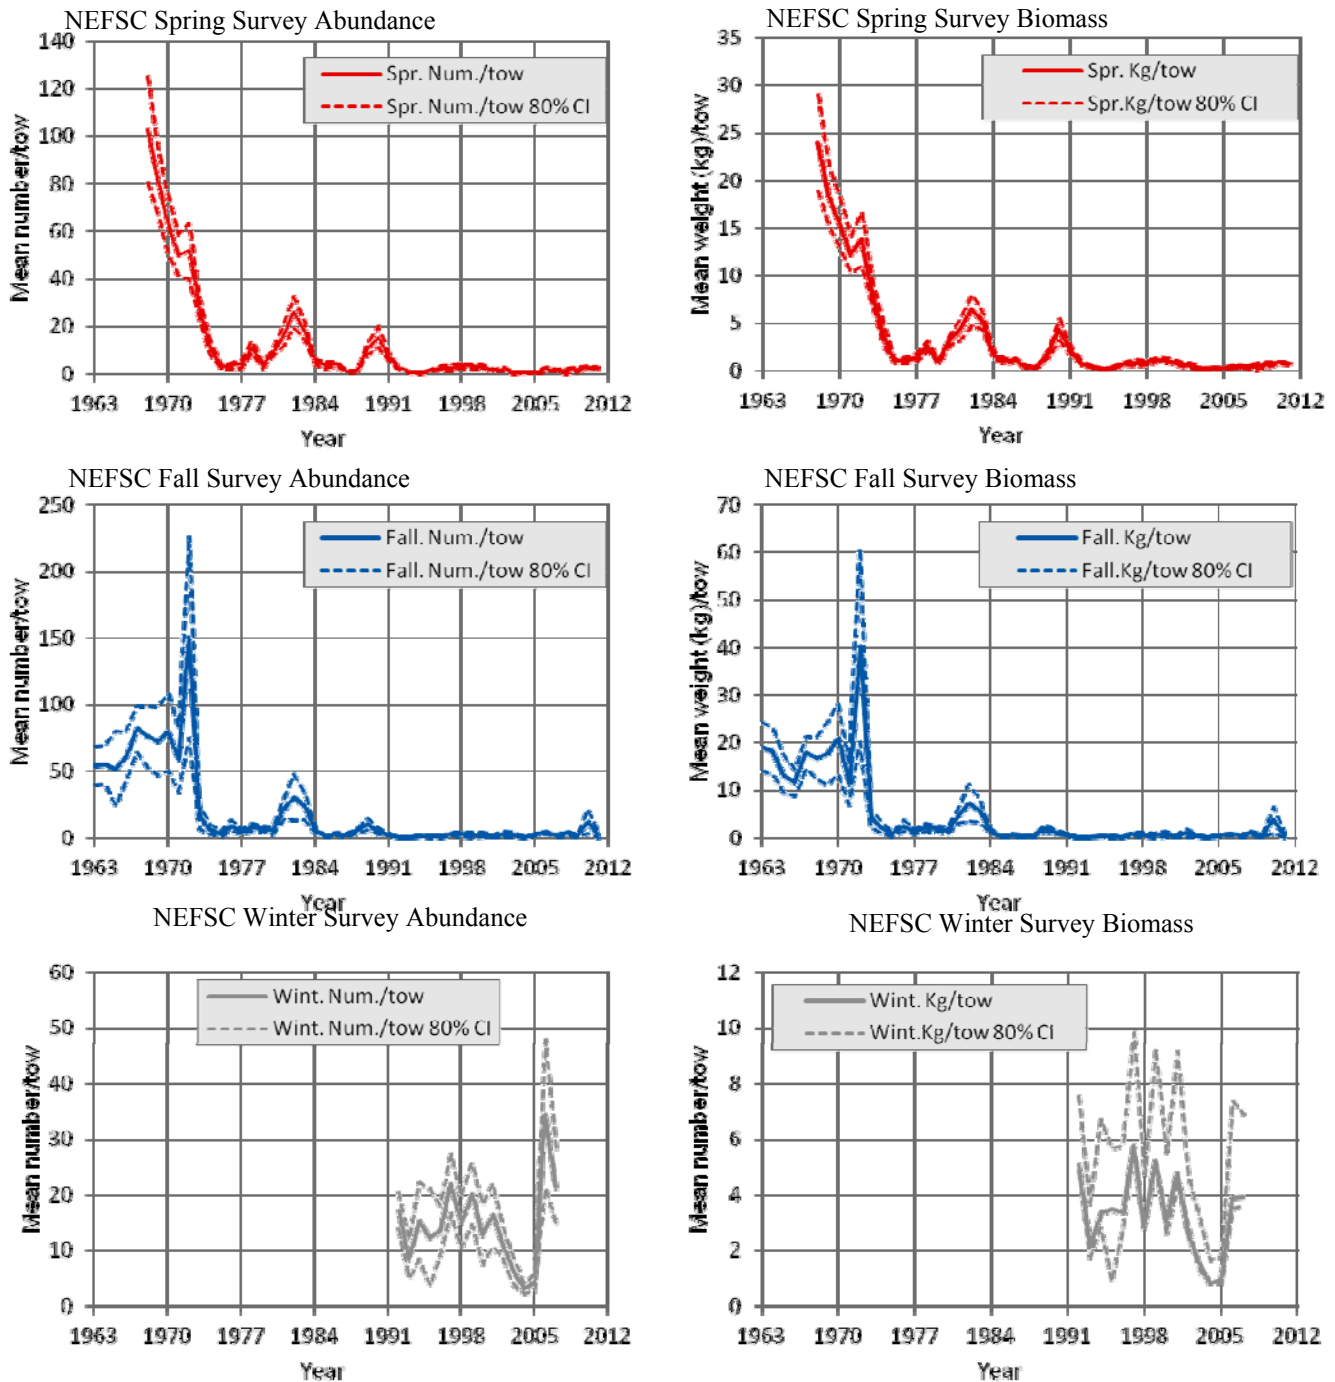 NEFSC Spring Survey Abundance
140
120
100
80
60
40
20
0
Mean number/tow
Spr. Num./tow
Spr. Num./tow 80% CI
1963 1970 1977 1984 1991 1998 2005 2012
Year
NEFSC Spring Survey Biomass
35
30
25
20
15
10
5
0
Mean weight (kg)/tow
Spr. Kg/tow
Spr.Kg/tow 80% CI
1963 1970 1977 1984 1991 1998 2005 2012
Year
NEFSC Fall Survey Abundance
250
200
150
100
50
0
Mean number/tow
Fall. Num./tow
Fall. Num./tow 80% CI
1963 1970 1977 1984 1991 1998 2005 2012
Year
NEFSC Fall Survey Biomass
70
60
50
40
30
20
10
0
Mean weight (kg)/tow
Fall. Kg/tow
Fall.Kg/tow 80% CI
1963 1970 1977 1984 1991 1998 2005 2012
Year
NEFSC Winter Survey Abundance
60
50
40
30
20
10
0
Mean number/tow
Wint. Num./tow
Wint. Num./tow 80% CI
1963 1970 1977 1984 1991 1998 2005 2012
Year
NEFSC Winter Survey Biomass
12
10
8
6
4
2
0
Mean number/tow
Wint. Kg/tow
Wint.Kg/tow 80% CI
1963 1970 1977 1984 1991 1998 2005 2012
Year